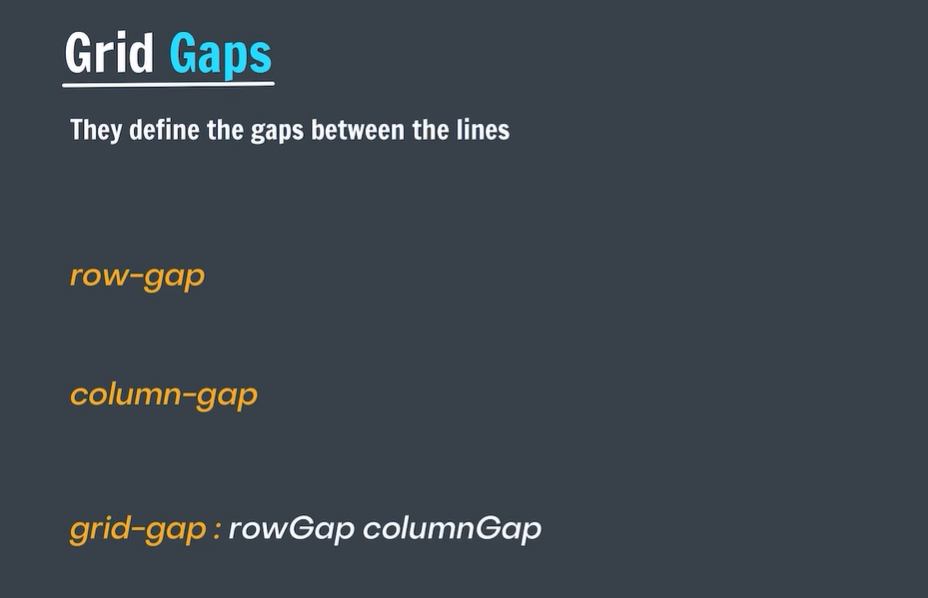 Grid Gaps
They define the gaps between the lines
row-gap
column-gap
grid-gap : rowGap columnGap